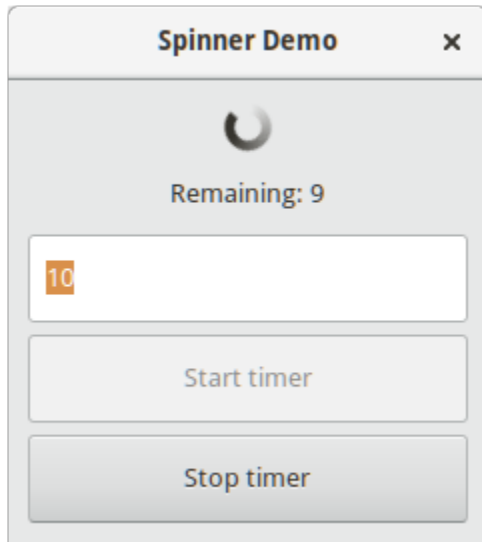 Spinner Demo
Remaining: 9
10
Start timer
Stop timer